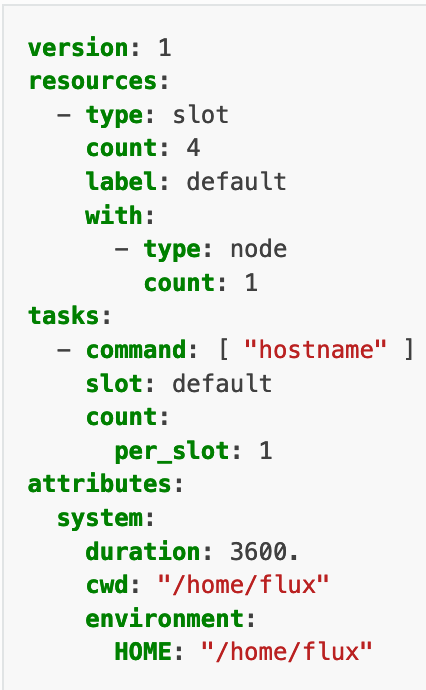 version: 1
resources:
  - type: slot
    count: 4
    label: default
    with:
      - type: node
        count: 1
tasks:
  - command: [ "hostname" ]
    slot: default
    count:
      per_slot: 1
attributes:
  system:
    duration: 3600.
    cwd: "/home/flux"
    environment:
      HOME: "/home/flux"